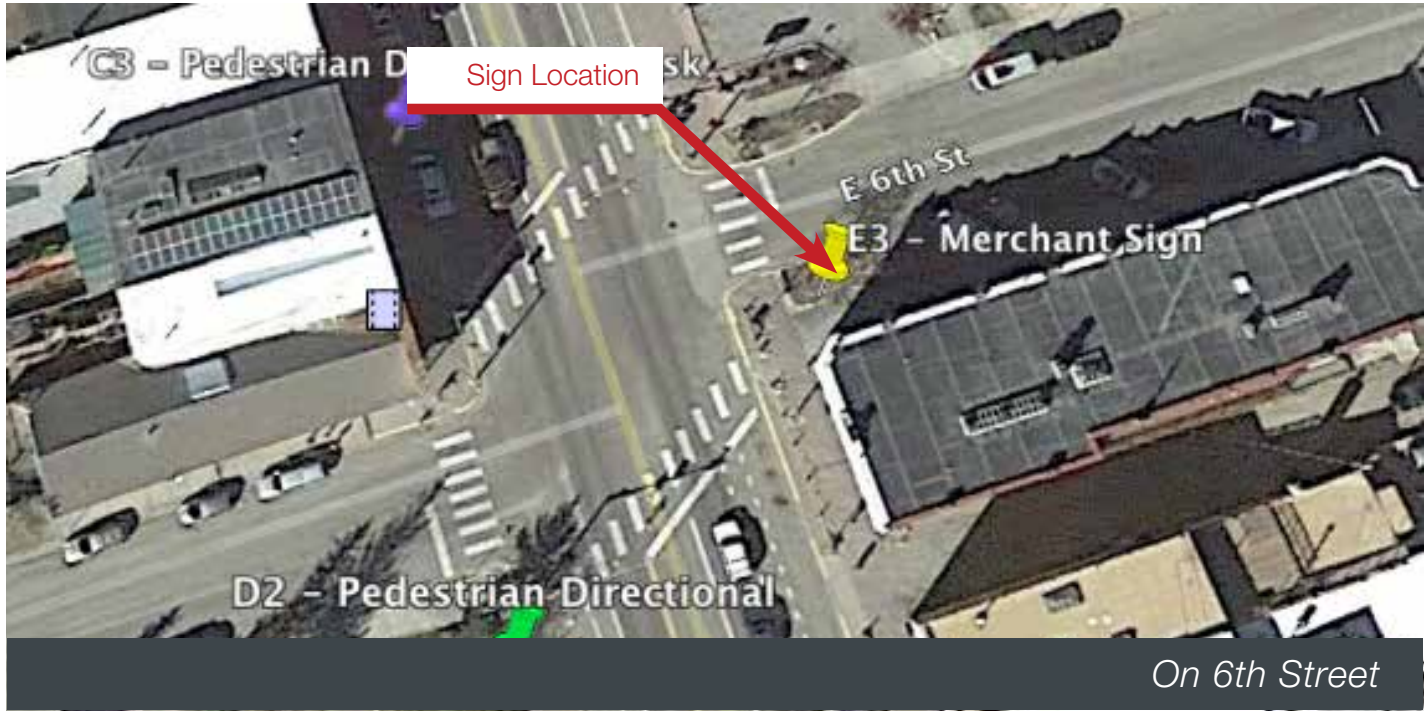 C3 - Pedestrian D
sk
Sign Location
E 6th St
E3 - Merchant Sign
D2 - Pedestrian Directional
On 6th Street